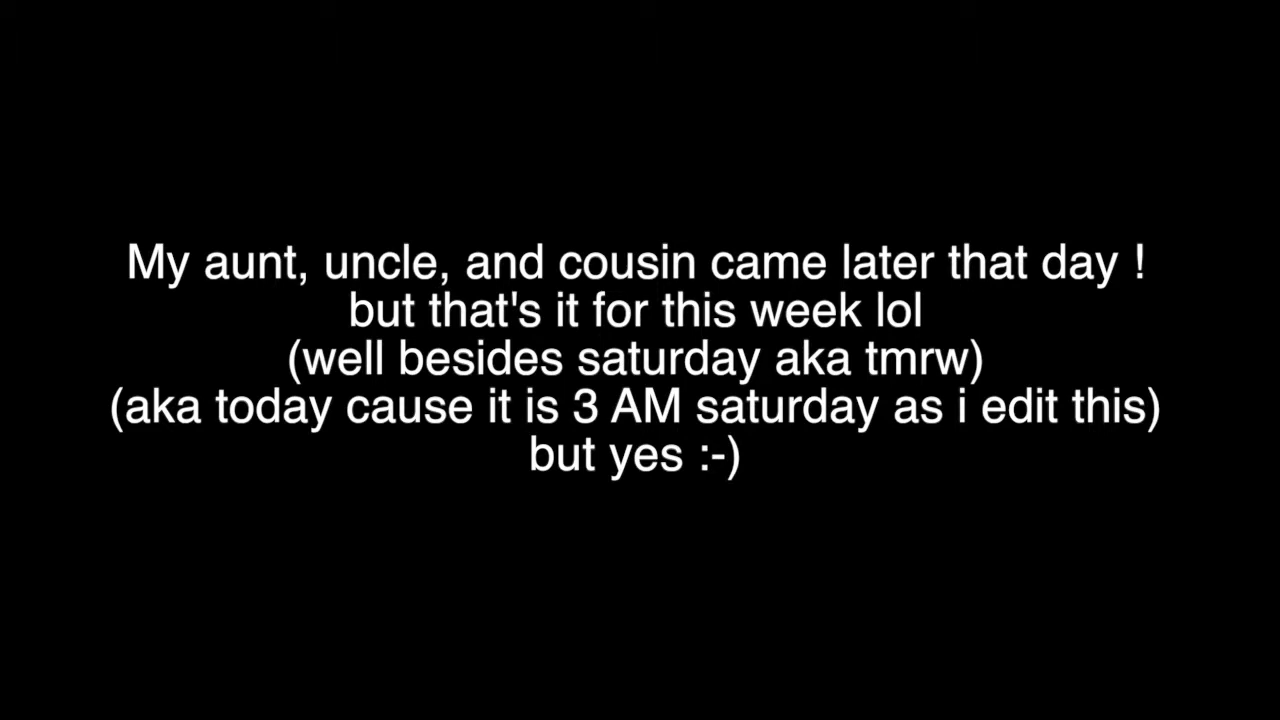 My aunt, uncle, and cousin came later that day !
but that's it for this week lol
(well besides saturday aka tmrw)
(aka today cause it is 3 AM saturday as i edit this)
but yes :-)